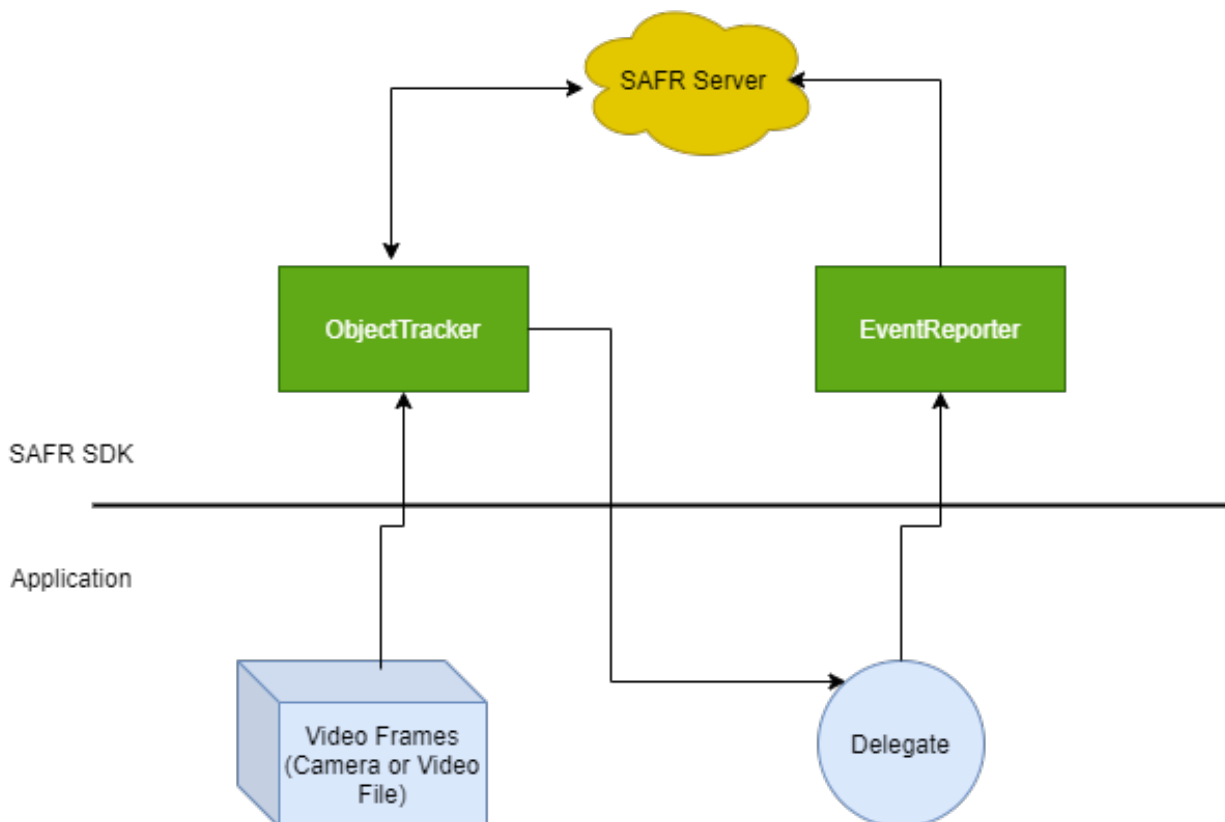 SAFR Server
ObjectTracker
EventReporter
SAFR SDK
Application
Video Frames
(Camera or Video
File)
Delegate